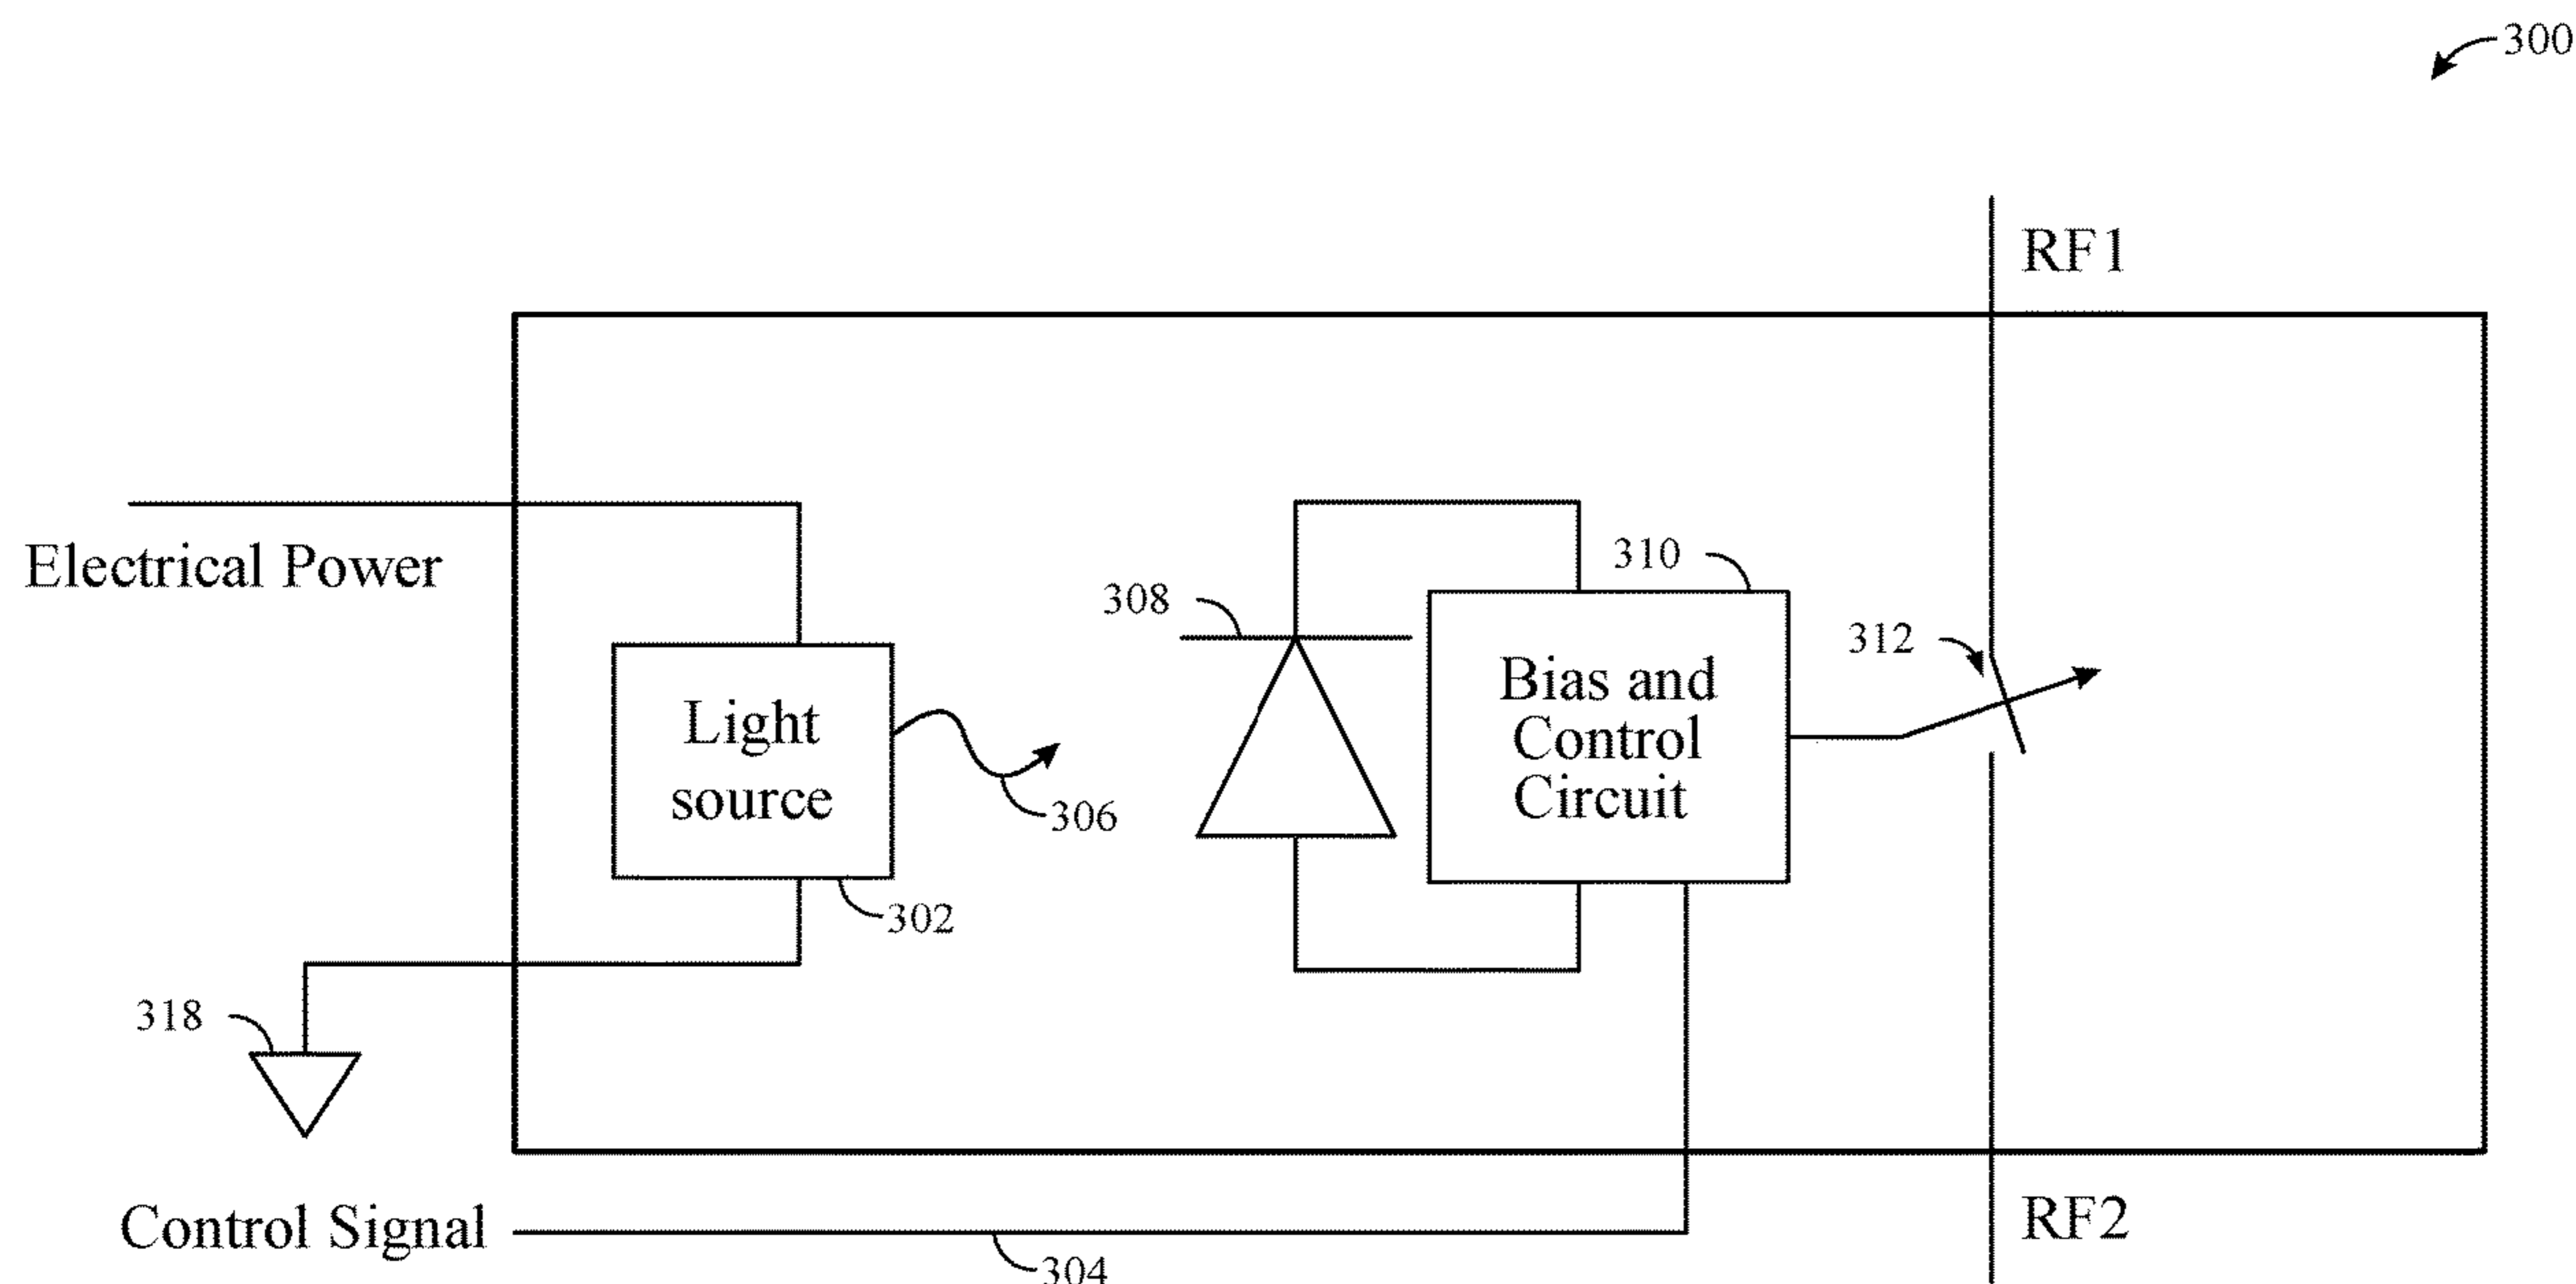 300
RF1
Electrical Power
310
308
312
Bias and
Control
Circuit
Light
source
306
302
318
Control Signal
RF2
304